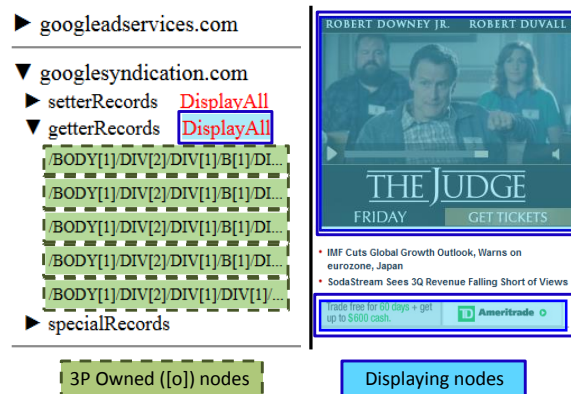 ▶ googleadservices.com
▼ googlesyndication.com
▶ setterRecords DisplayAll
▼ getterRecords DisplayAll
/BODY[1]/DIV[2]/DIV[1]/B[1]/DI...
/BODY[1]/DIV[2]/DIV[1]/B[1]/DI...
/BODY[1]/DIV[2]/DIV[1]/B[1]/DI...
/BODY[1]/DIV[2]/DIV[1]/B[1]/DI...
/BODY[1]/DIV[2]/DIV[1]/DIV[1]/...
▶ specialRecords
3P Owned ([o]) nodes
ROBERT DOWNEY JR. ROBERT DUVALL
THE JUDGE
FRIDAY GET TICKETS
• IMF Cuts Global Growth Outlook, Warns on
eurozone, Japan
• SodaStream Sees 3Q Revenue Falling Short of Views
Trade free for 60 days + get
up to $600 cash.
TD Ameritrade
Displaying nodes